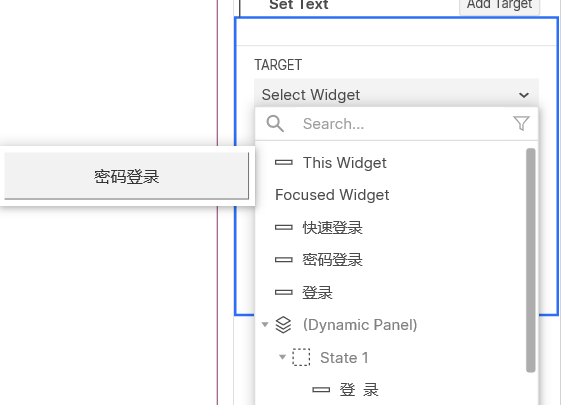 Set Text
Add Target
TARGET
Select Widget
Search...
This Widget
密码登录
Focused Widget
快速登录
密码登录
登录
(Dynamic Panel)
State 1
登 录